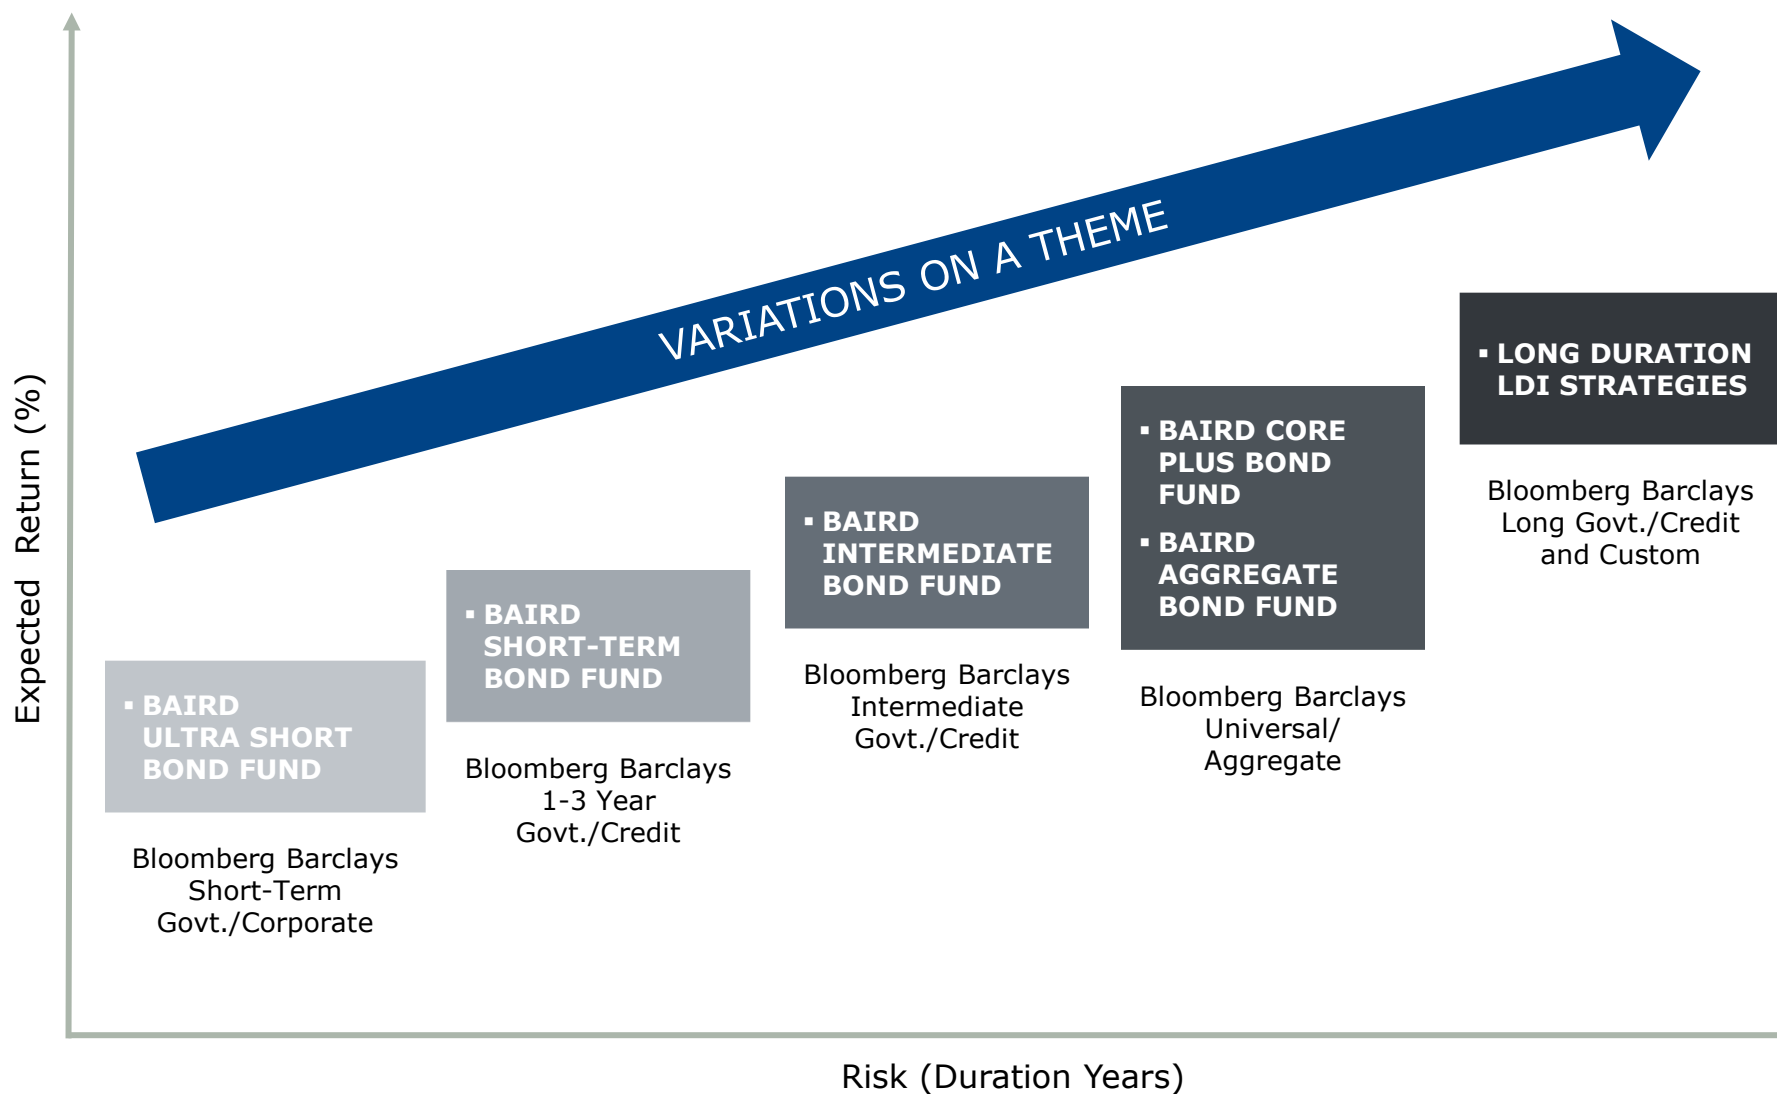 Expected Return (%)
VARIATIONS ON A THEME
▪ BAIRD
ULTRA SHORT
BOND FUND
Bloomberg Barclays
Short-Term
Govt./Corporate
▪ BAIRD
SHORT-TERM
BOND FUND
Bloomberg Barclays
1-3 Year
Govt./Credit
▪ BAIRD
INTERMEDIATE
BOND FUND
Bloomberg Barclays
Intermediate
Govt./Credit
▪ BAIRD CORE
PLUS BOND
FUND
▪ BAIRD
AGGREGATE
BOND FUND
Bloomberg Barclays
Universal/
Aggregate
▪ LONG DURATION
LDI STRATEGIES
Bloomberg Barclays
Long Govt./Credit
and Custom
Risk (Duration Years)